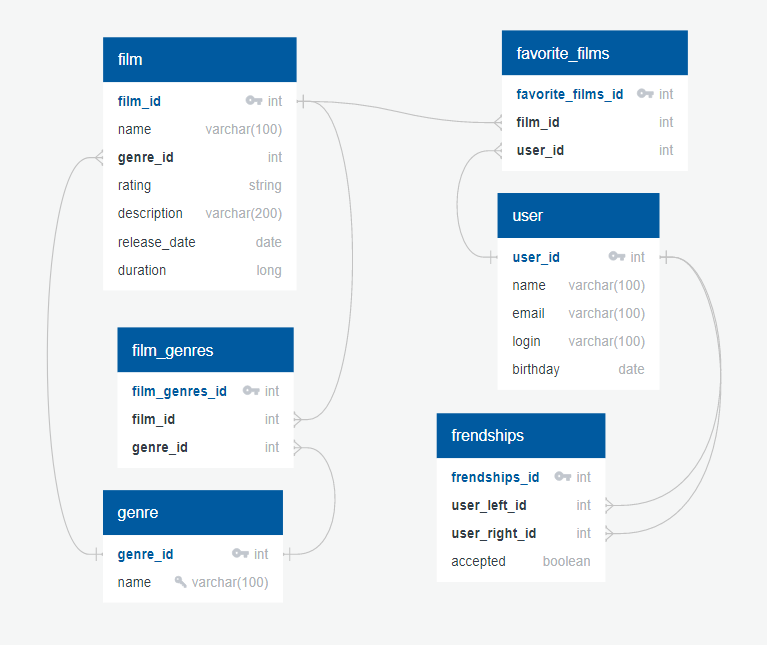 film
film_id int
name varchar(100)
genre_id int
rating string
description varchar(200)
release_date date
duration long
film_genres
film_genres_id int
film_id int
genre_id int
genre
genre_id int
name varchar(100)
favorite_films
favorite_films_id int
film_id int
user_id int
user
user_id int
name varchar(100)
email varchar(100)
login varchar(100)
birthday date
frendships
frendships_id int
user_left_id int
user_right_id int
accepted boolean